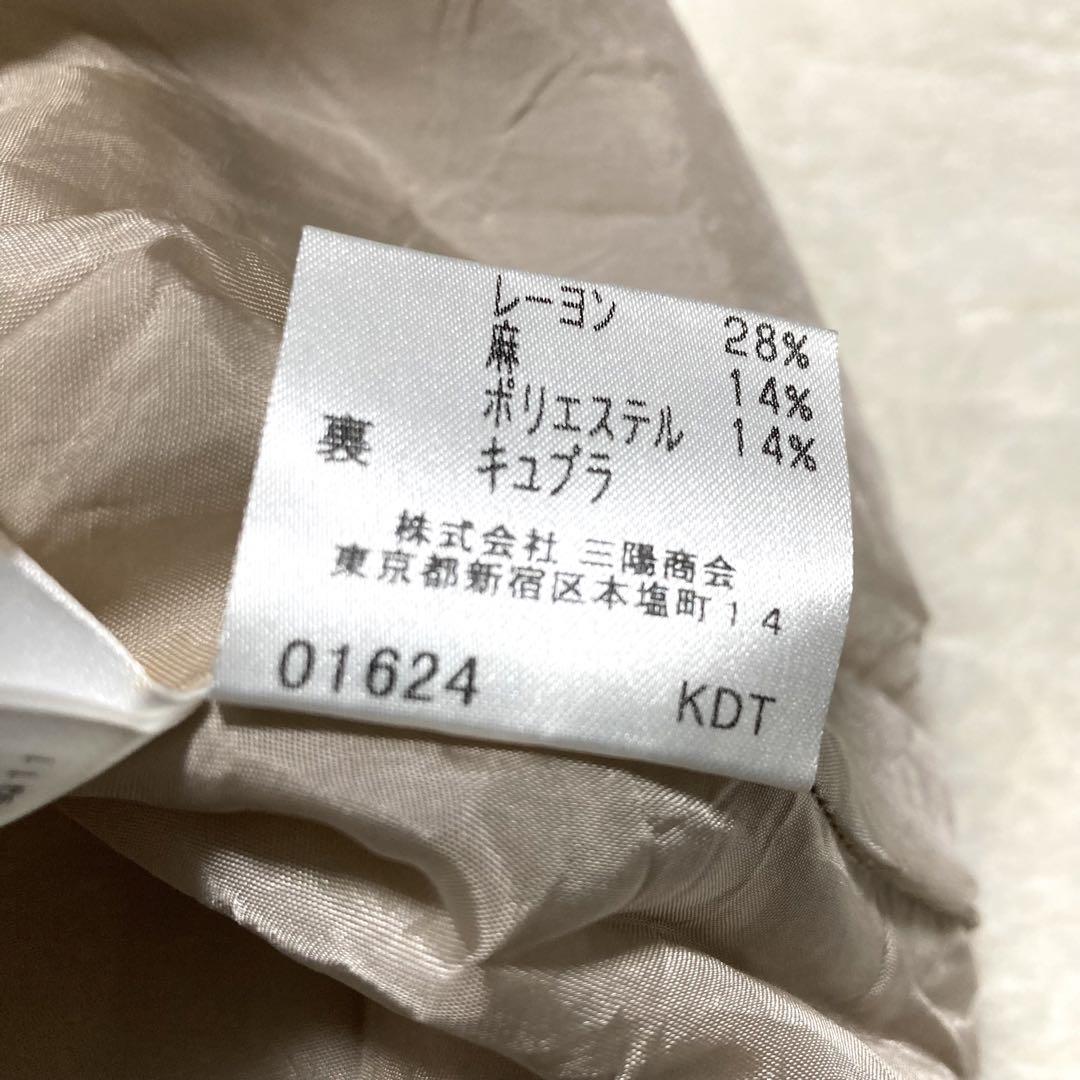 レーヨン 28%
麻 14%
ポリエステル 14%
裏 キュプラ
株式会社 三陽商会
東京都新宿区本塩町14
01624 KDT